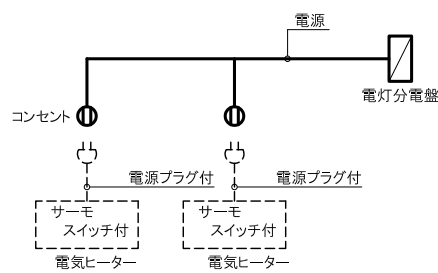 電源
電灯分電盤
コンセント
電源プラグ付
電源プラグ付
サーモ
スイッチ付
サーモ
スイッチ付
電気ヒーター
電気ヒーター